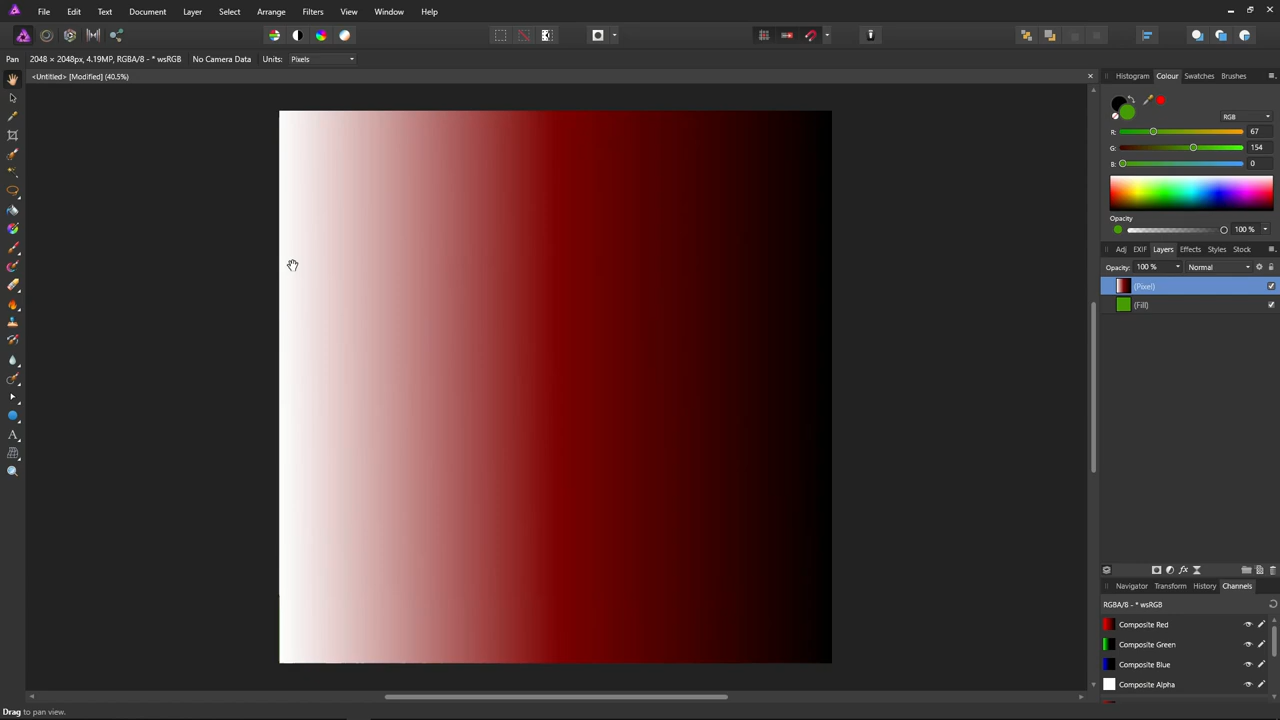 File Edit Text Document Layer Select Arrange Filters View Window Help
Pan 2048 × 2048px, 4.19MP, RGBA/8 - * wsRGB No Camera Data Units: Pixels
<Untitled> [Modified] (40.5%)
Histogram Colour Swatches Brushes
RGB
R: 67
G: 154
B: 0
Opacity
100 %
Adj EXIF Layers Effects Styles Stock
Opacity: 100 % Normal
(Pixel)
(Fill)
Navigator Transform History Channels
RGBA/8 - * wsRGB
Composite Red
Composite Green
Composite Blue
Composite Alpha
Drag to pan view.